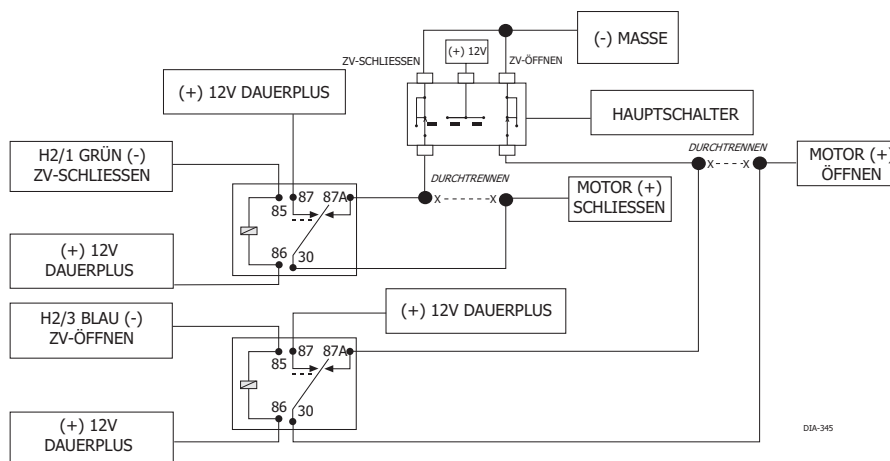 (-) MASSE
ZV-SCHLIESSEN
(+) 12V
ZV-ÖFFNEN
(+) 12V DAUERPLUS
HAUPTSCHALTER
H2/1 GRÜN (-)
ZV-SCHLIESSEN
DURCHTRENNEN
X - - - - - - - X
MOTOR (+)
SCHLIESSEN
DURCHTRENNEN
X - - - - X
MOTOR (+)
ÖFFNEN
87 87A
85
86
30
(+) 12V
DAUERPLUS
H2/3 BLAU (-)
ZV-ÖFFNEN
(+) 12V DAUERPLUS
87 87A
85
86
30
(+) 12V
DAUERPLUS
DIA-345